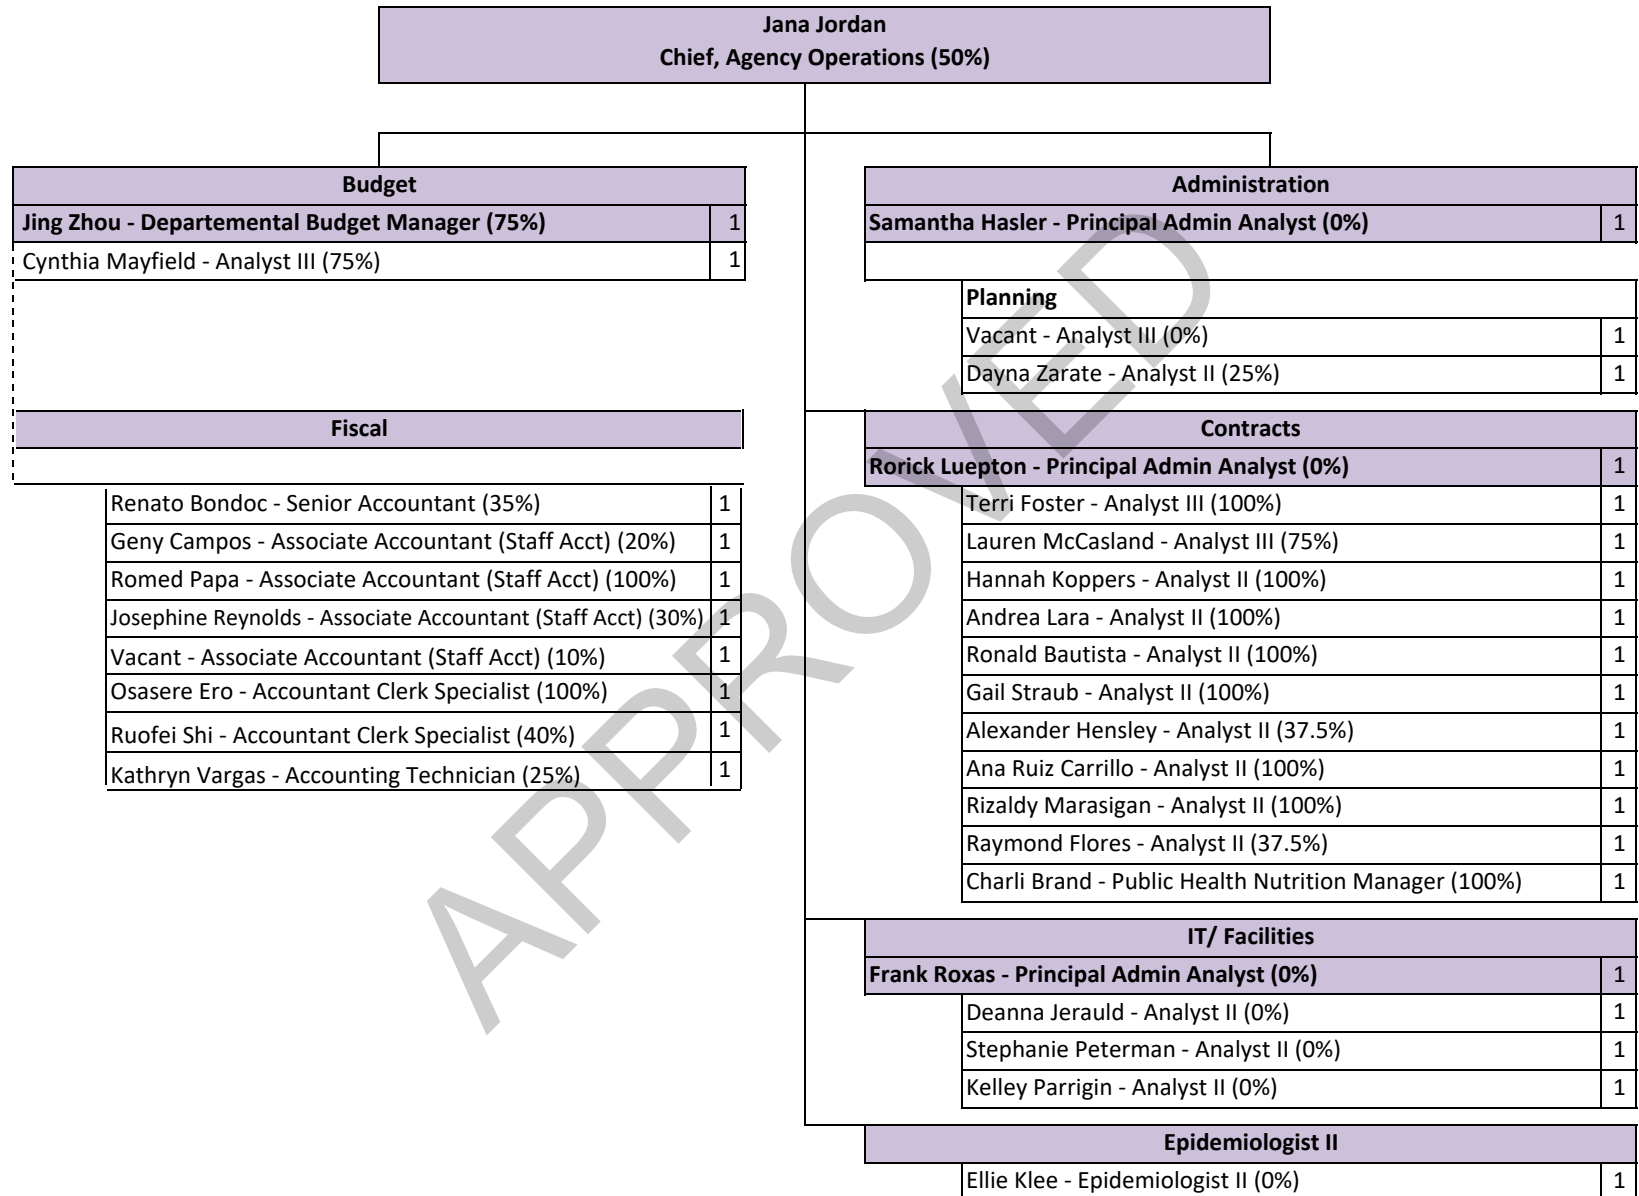 Jana Jordan
Chief, Agency Operations (50%)
Budget
Jing Zhou - Departemental Budget Manager (75%) 1
Cynthia Mayfield - Analyst III (75%) 1
Fiscal
Renato Bondoc - Senior Accountant (35%) 1
Geny Campos - Associate Accountant (Staff Acct) (20%) 1
Romed Papa - Associate Accountant (Staff Acct) (100%) 1
Josephine Reynolds - Associate Accountant (Staff Acct) (30%) 1
Vacant - Associate Accountant (Staff Acct) (10%) 1
Osasere Ero - Accountant Clerk Specialist (100%) 1
Ruofei Shi - Accountant Clerk Specialist (40%) 1
Kathryn Vargas - Accounting Technician (25%) 1
Administration
Samantha Hasler - Principal Admin Analyst (0%) 1
Planning
Vacant - Analyst III (0%) 1
Dayna Zarate - Analyst II (25%) 1
Contracts
Rorick Luepton - Principal Admin Analyst (0%) 1
Terri Foster - Analyst III (100%) 1
Lauren McCasland - Analyst III (75%) 1
Hannah Koppers - Analyst II (100%) 1
Andrea Lara - Analyst II (100%) 1
Ronald Bautista - Analyst II (100%) 1
Gail Straub - Analyst II (100%) 1
Alexander Hensley - Analyst II (37.5%) 1
Ana Ruiz Carrillo - Analyst II (100%) 1
Rizaldy Marasigan - Analyst II (100%) 1
Raymond Flores - Analyst II (37.5%) 1
Charli Brand - Public Health Nutrition Manager (100%) 1
IT/ Facilities
Frank Roxas - Principal Admin Analyst (0%) 1
Deanna Jerauld - Analyst II (0%) 1
Stephanie Peterman - Analyst II (0%) 1
Kelley Parrigin - Analyst II (0%) 1
Epidemiologist II
Ellie Klee - Epidemiologist II (0%) 1
APPROVED